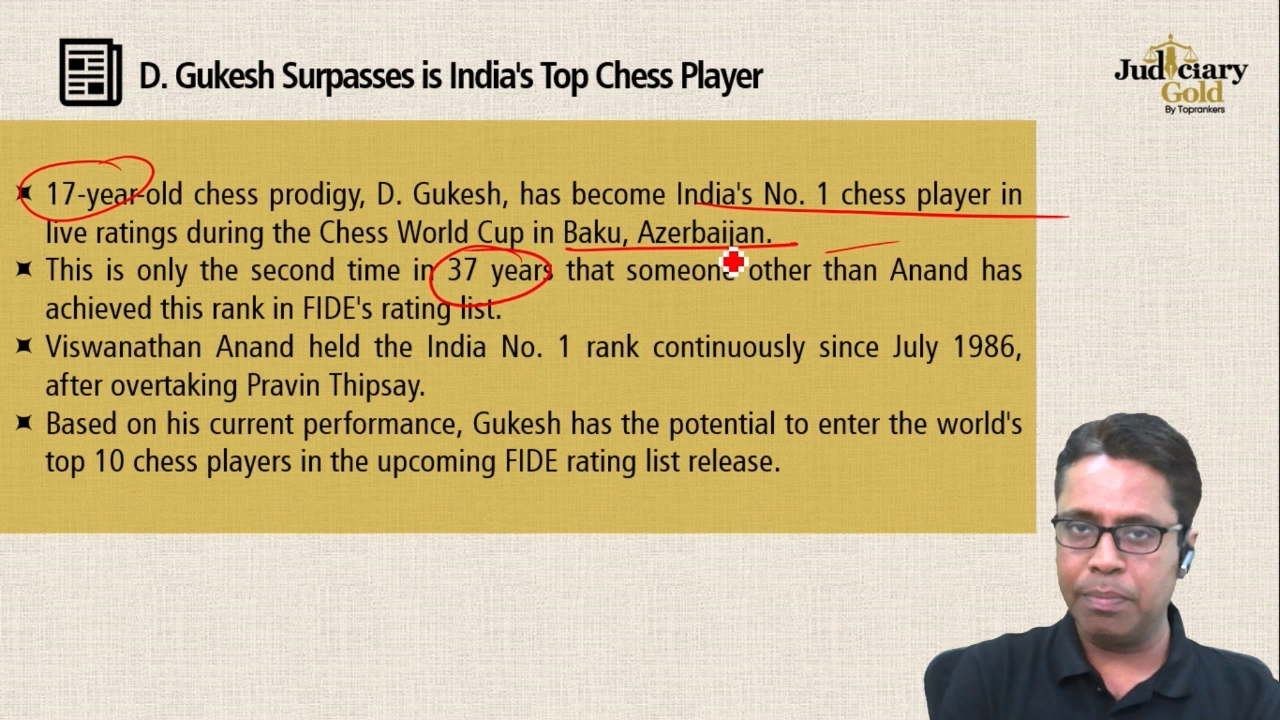 D. Gukesh Surpasses is India's Top Chess Player
Judiciary
Gold
By Toprankers
17-year-old chess prodigy, D. Gukesh, has become India's No. 1 chess player in
live ratings during the Chess World Cup in Baku, Azerbaijan.
This is only the second time in 37 years that someone other than Anand has
achieved this rank in FIDE's rating list.
Viswanathan Anand held the India No. 1 rank continuously since July 1986,
after overtaking Pravin Thipsay.
Based on his current performance, Gukesh has the potential to enter the world's
top 10 chess players in the upcoming FIDE rating list release.